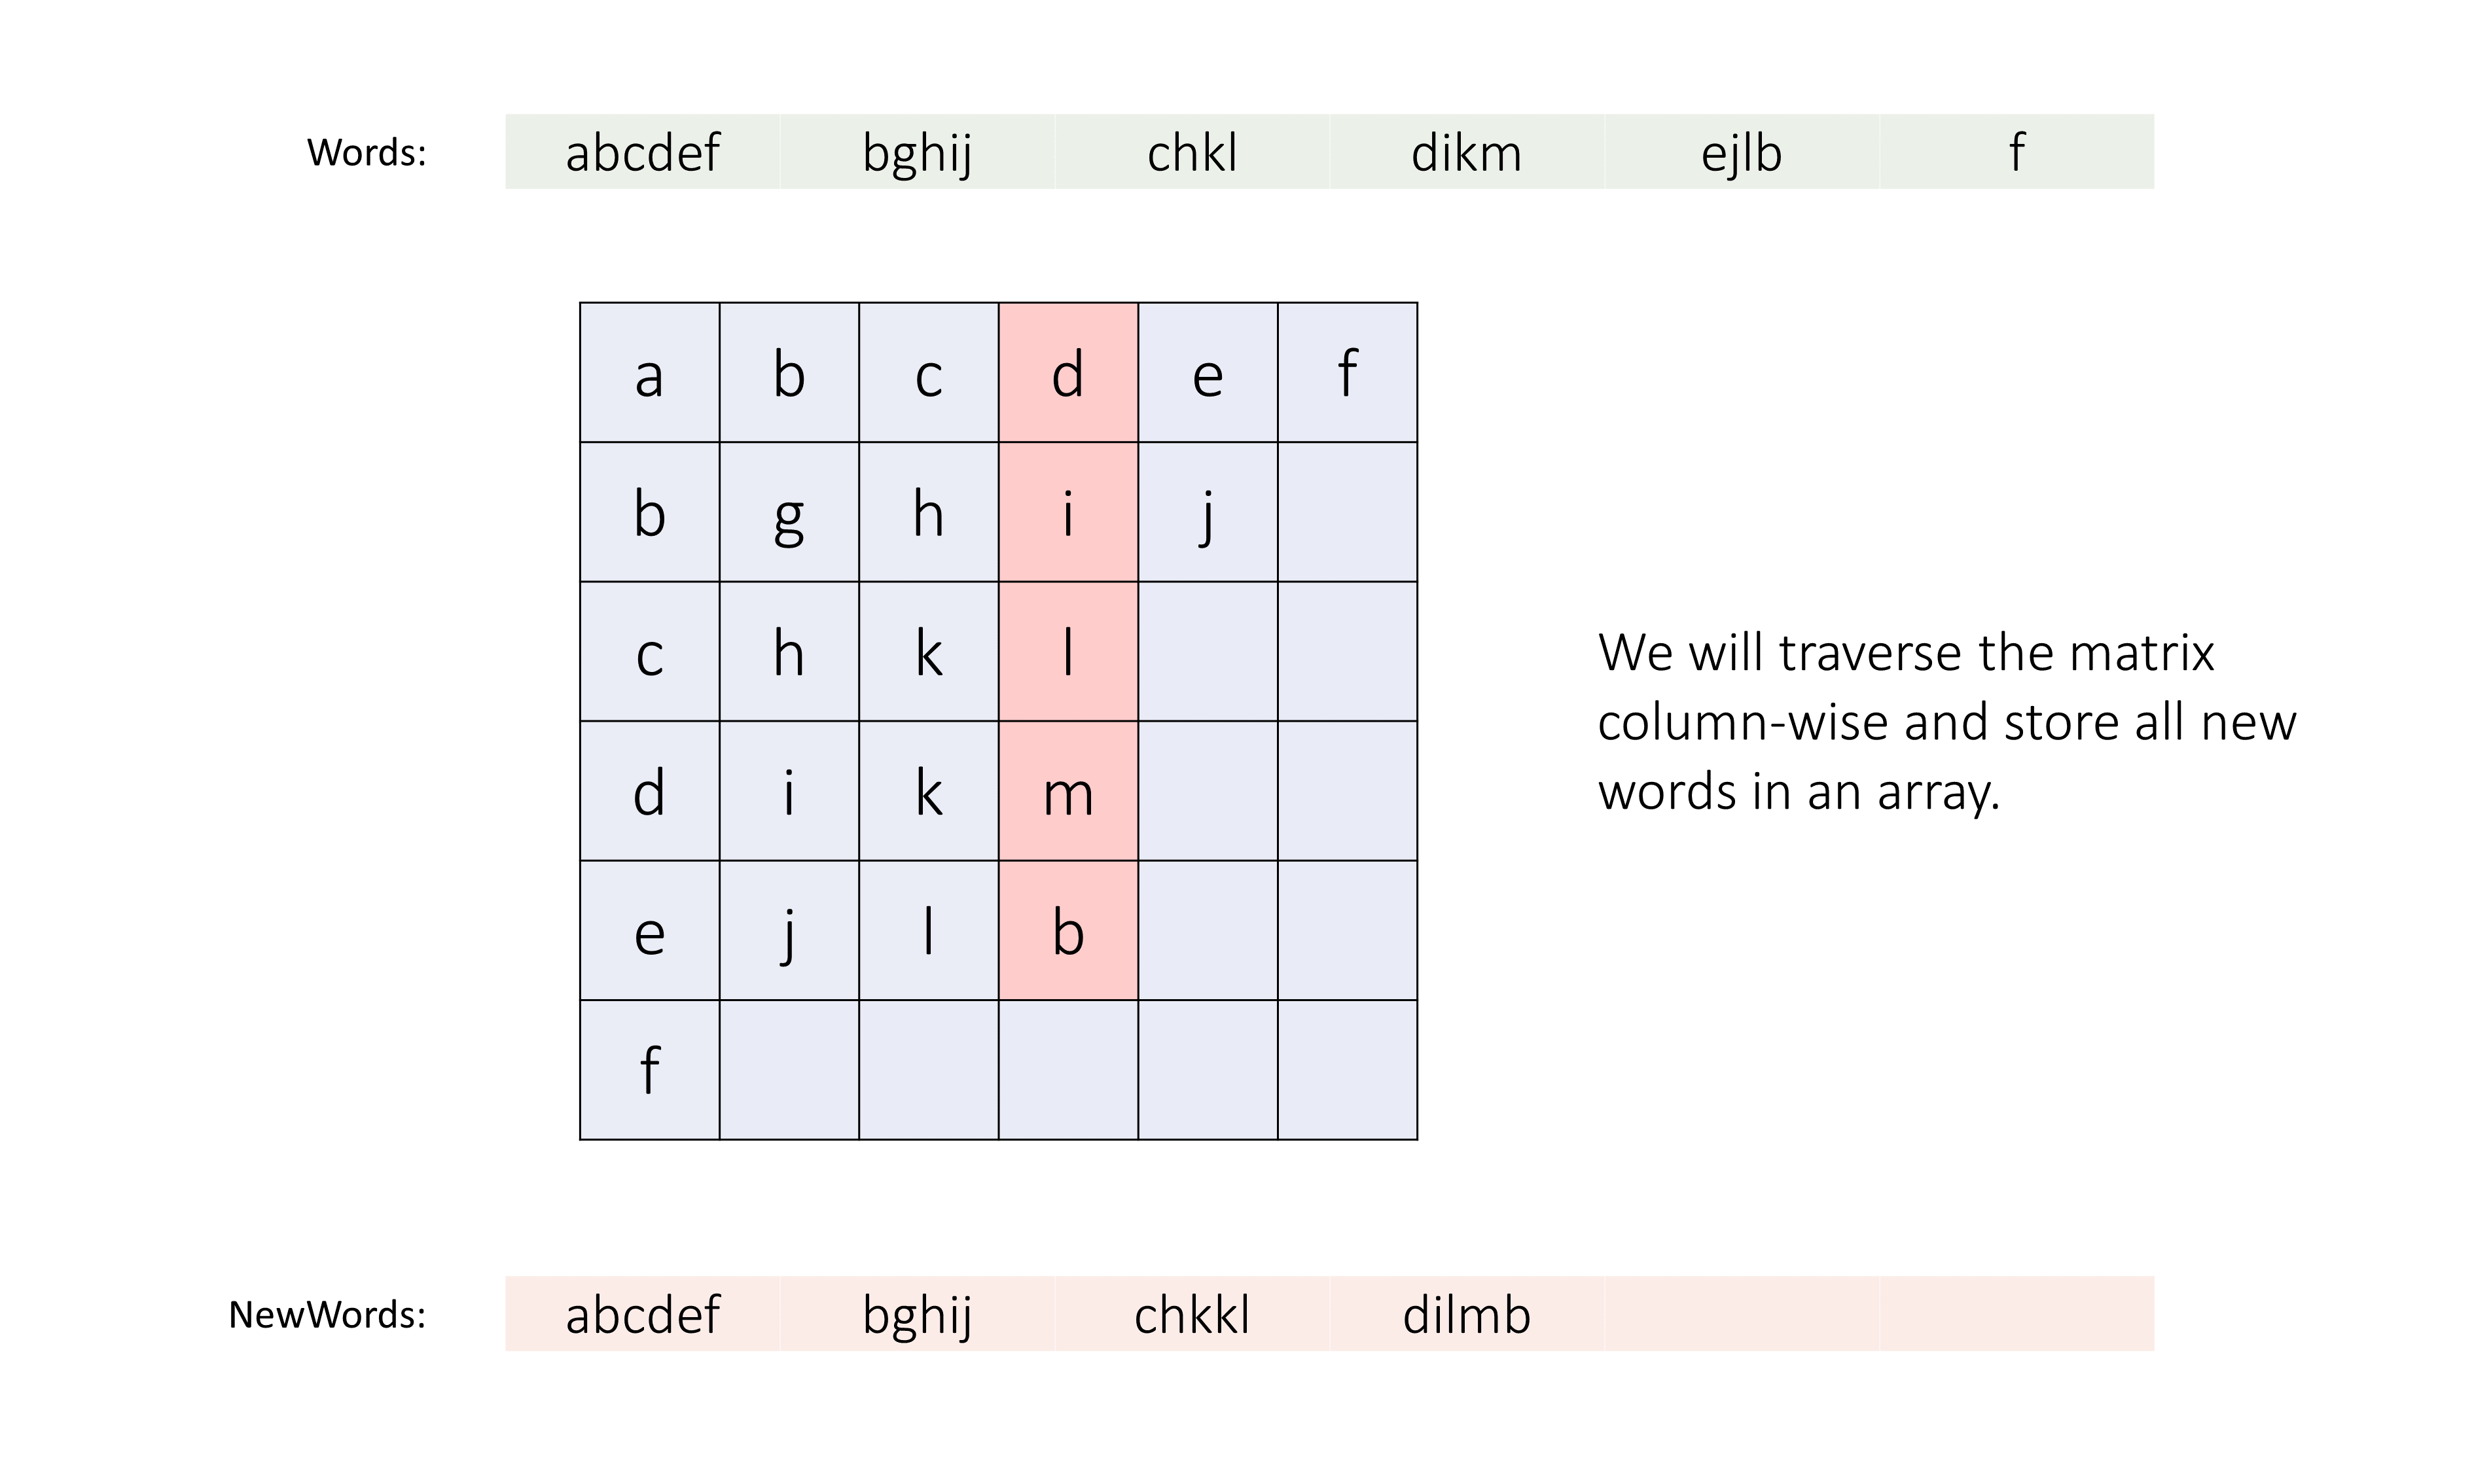 Words: abcdef bghij chkl dikm ejlb f
a b c d e f
b g h i j
c h k l
d i k m
e j l b
f
We will traverse the matrix
column-wise and store all new
words in an array.
NewWords: abcdef bghij chkkl dilmb